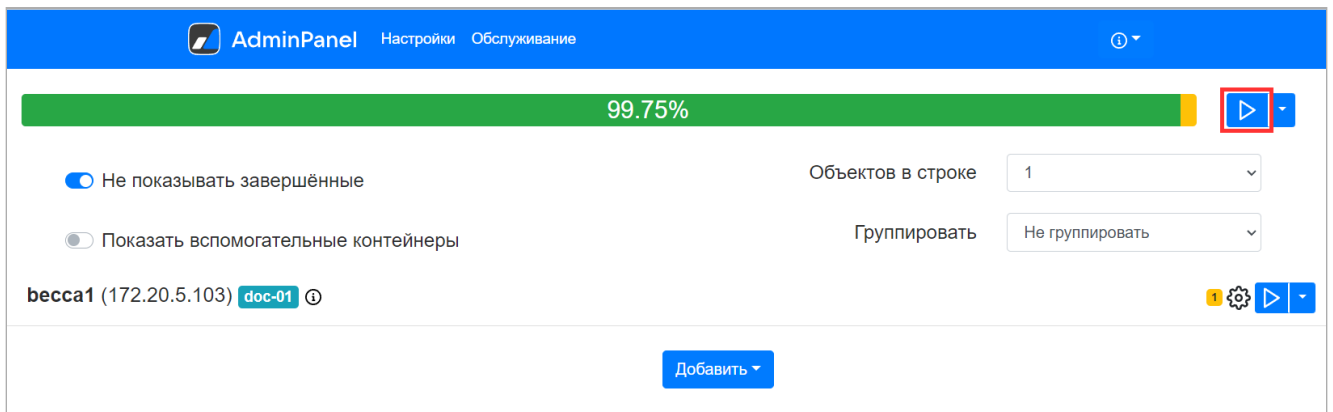 AdminPanel Настройки Обслуживание
99.75%
Не показывать завершённые
Объектов в строке 1
Показать вспомогательные контейнеры
Группировать Не группировать
becca1 (172.20.5.103) doc-01 1
Добавить